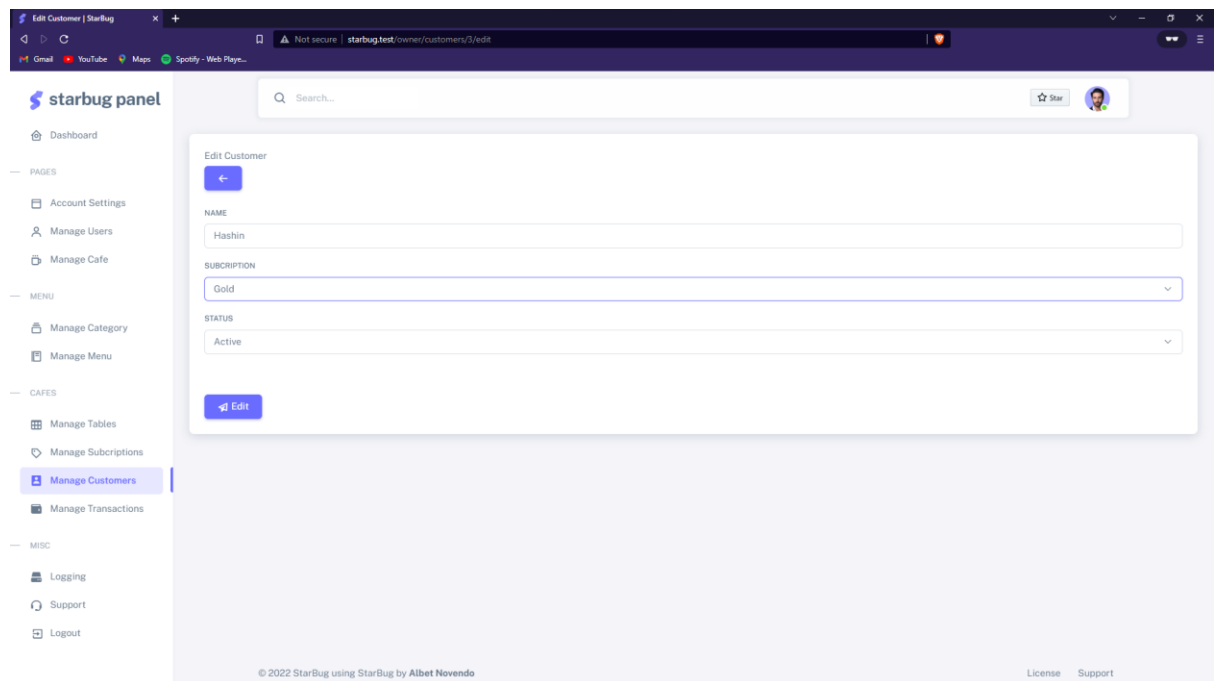 Edit Customer | StarBug
Not secure | starbug.test/owner/customers/3/edit
Gmail YouTube Maps Spotify - Web Playe...
starbug panel
Search...
Star
Dashboard
PAGES
Account Settings
Manage Users
Manage Cafe
MENU
Manage Category
Manage Menu
CAFES
Manage Tables
Manage Subcriptions
Manage Customers
Manage Transactions
MISC
Logging
Support
Logout
Edit Customer
NAME
Hashin
SUBCRIPTION
Gold
STATUS
Active
Edit
© 2022 StarBug using StarBug by Albet Novendo
License Support